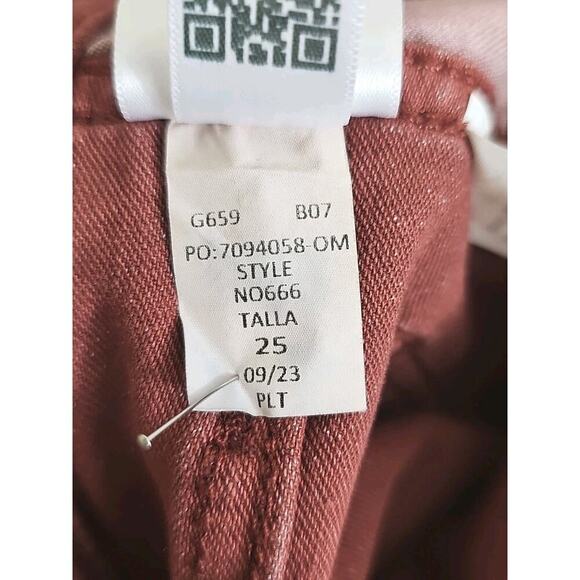 G659 B07
PO:7094058-OM
STYLE
NO666
TALLA
25
09/23
PLT